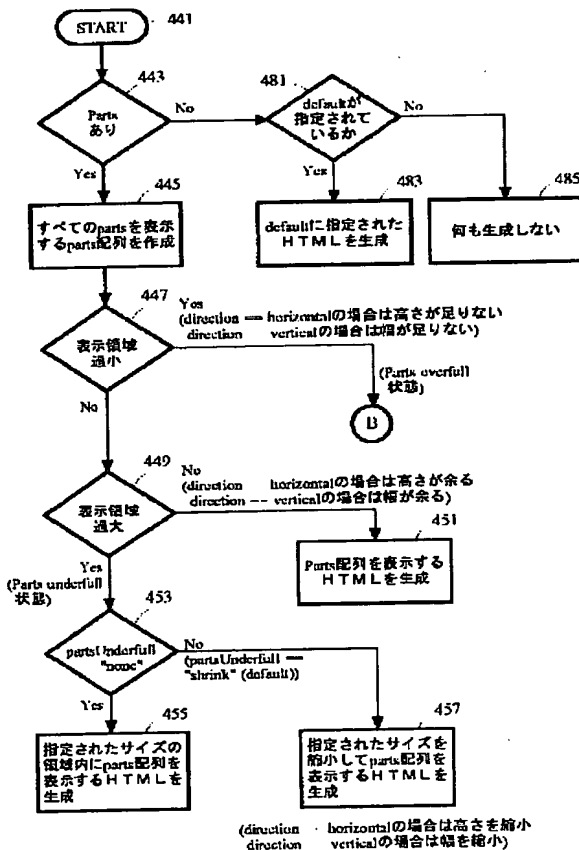 START
441
443
Parts
あり
No
481
defaultが
指定されて
いるか
No
Yes
445
すべてのpartsを表示
するparts配列を作成
Yes
483
defaultに指定された
HTMLを生成
485
何も生成しない
447
表示領域
過小
Yes
(direction == horizontalの場合は高さが足りない
direction verticalの場合は幅が足りない)
(Parts overfull
状態)
B
No
449
表示領域
過大
No
(direction horizontalの場合は高さが余る
direction -- verticalの場合は幅が余る)
451
Parts配列を表示する
HTMLを生成
Yes
(Parts underfull
状態)
453
partsUnderfull
"none"
No
(partsUnderfull ==
"shrink" (default))
Yes
455
指定されたサイズの
領域内にparts配列を
表示するHTMLを
生成
457
指定されたサイズを
縮小してparts配列を
表示するHTMLを
生成
(direction horizontalの場合は高さを縮小
direction verticalの場合は幅を縮小)